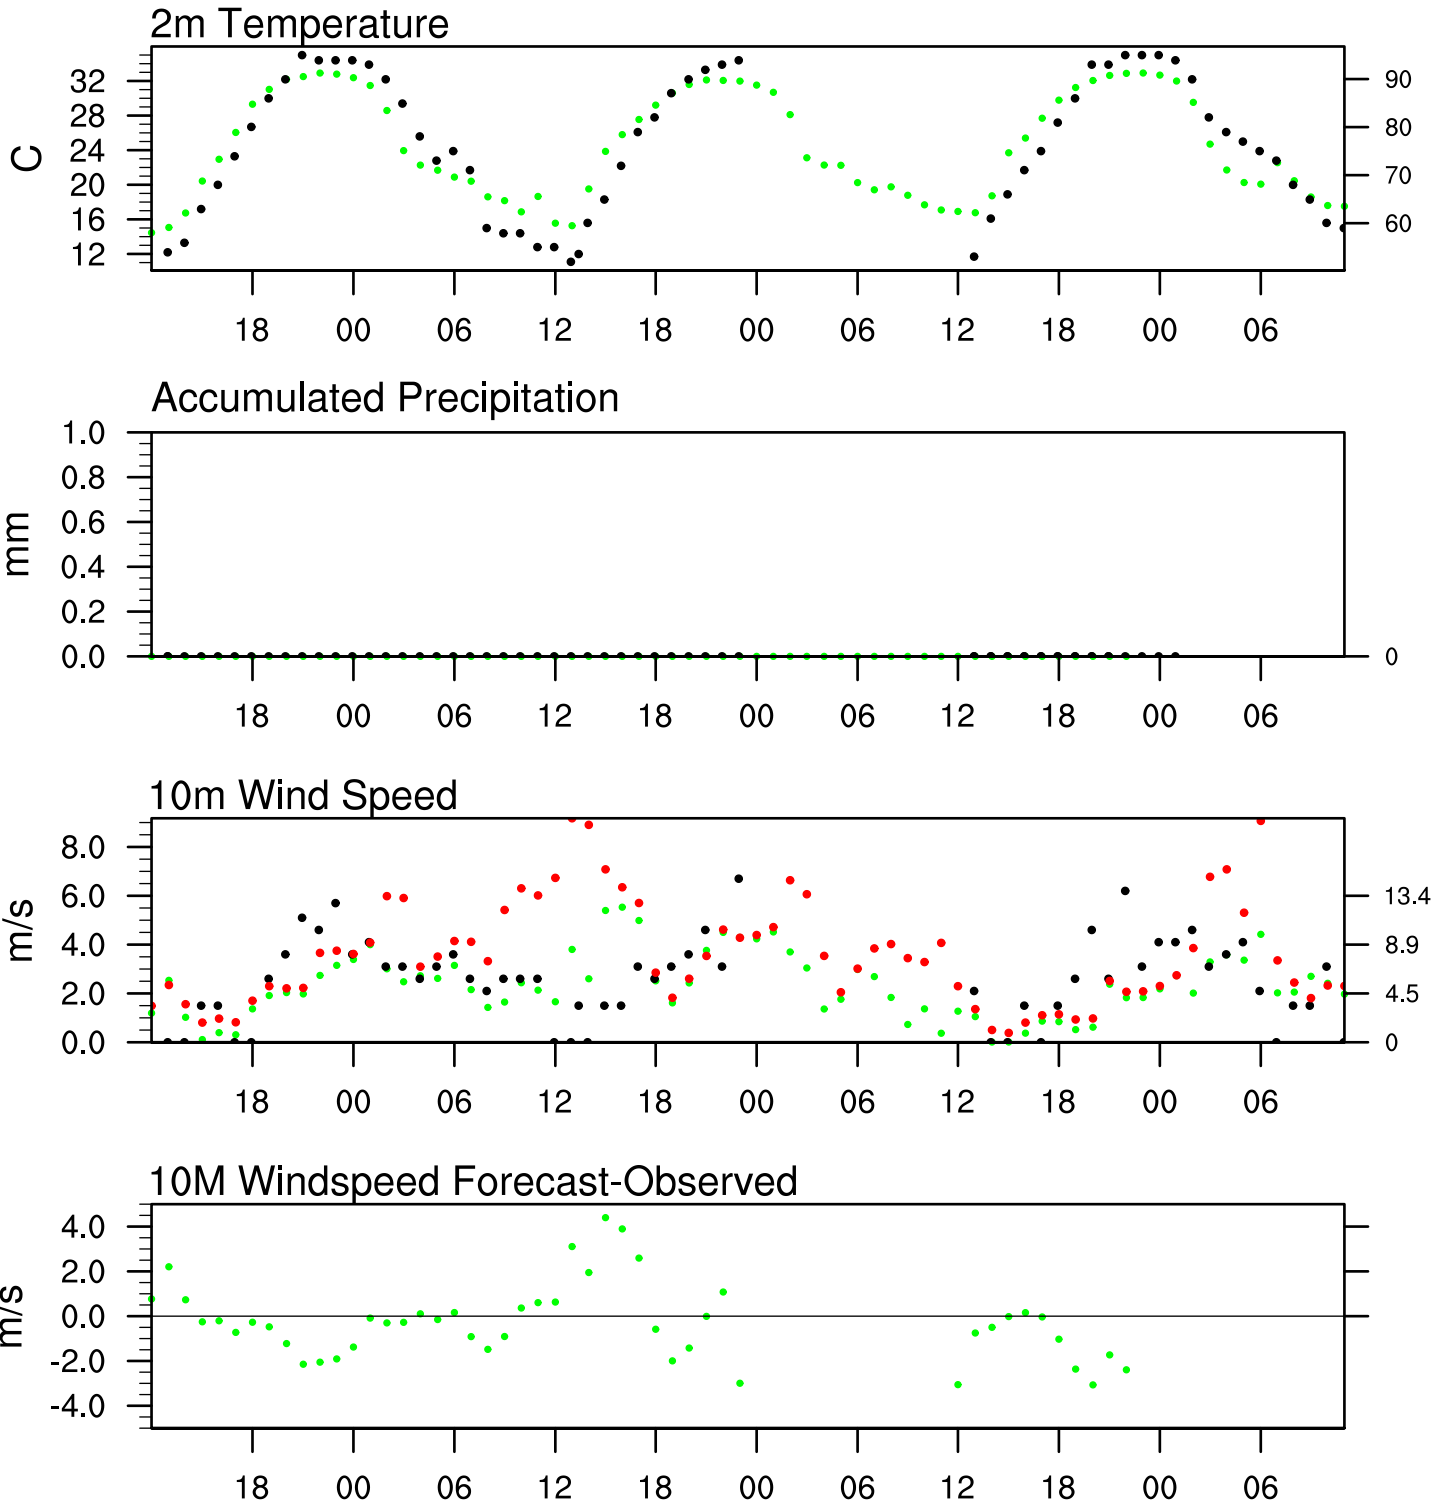 2m Temperature
C
32
28
24
20
16
12
90
80
70
60
18 00 06 12 18 00 06 12 18 00 06
Accumulated Precipitation
mm
1.0
0.8
0.6
0.4
0.2
0.0
0
18 00 06 12 18 00 06 12 18 00 06
10m Wind Speed
m/s
8.0
6.0
4.0
2.0
0.0
13.4
8.9
4.5
0
18 00 06 12 18 00 06 12 18 00 06
10M Windspeed Forecast-Observed
m/s
4.0
2.0
0.0
-2.0
-4.0
18 00 06 12 18 00 06 12 18 00 06